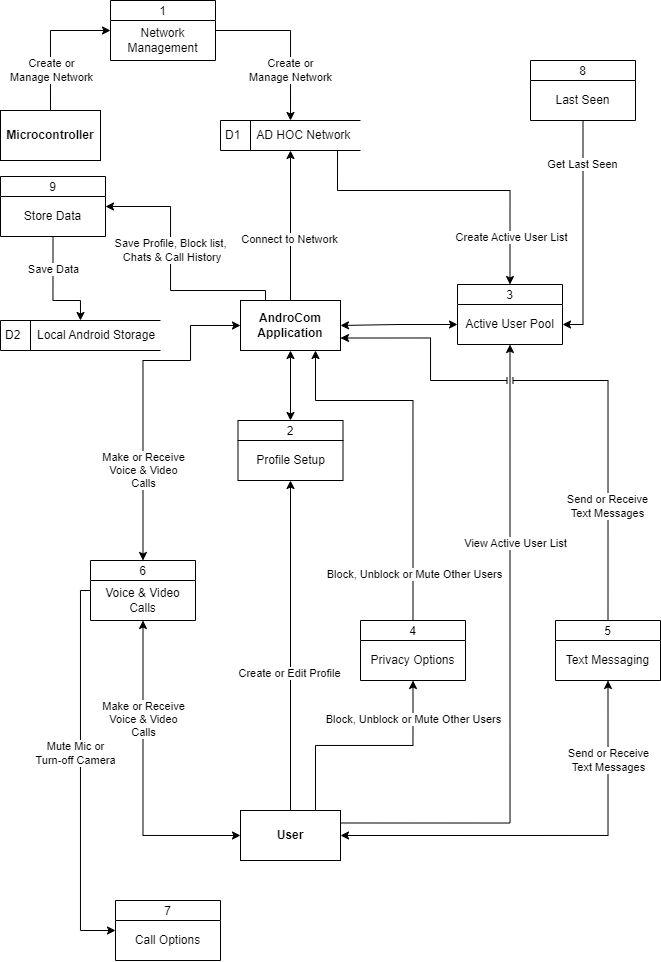 1
Network
Management
Create or
Manage Network
Create or
Manage Network
8
Last Seen
Microcontroller
D1
AD HOC Network
Get Last Seen
9
Store Data
Save Profile, Block list,
Chats & Call History
Connect to Network
Create Active User List
Save Data
3
Active User Pool
AndroCom
Application
D2
Local Android Storage
2
Profile Setup
Make or Receive
Voice & Video
Calls
Send or Receive
Text Messages
View Active User List
6
Voice & Video
Calls
Block, Unblock or Mute Other Users
4
Privacy Options
5
Text Messaging
Create or Edit Profile
Make or Receive
Voice & Video
Calls
Block, Unblock or Mute Other Users
Mute Mic or
Turn-off Camera
Send or Receive
Text Messages
User
7
Call Options